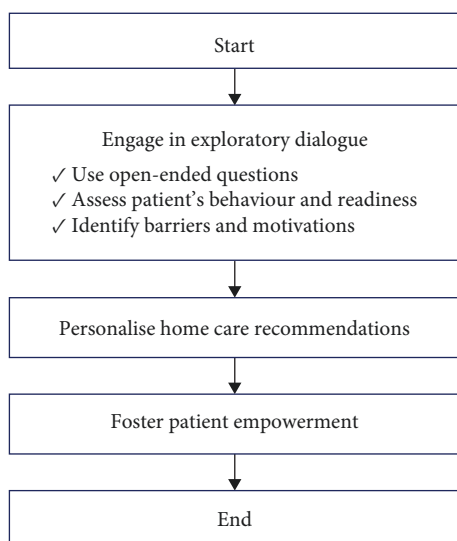 Start
Engage in exploratory dialogue
✓ Use open-ended questions
✓ Assess patient's behaviour and readiness
✓ Identify barriers and motivations
Personalise home care recommendations
Foster patient empowerment
End